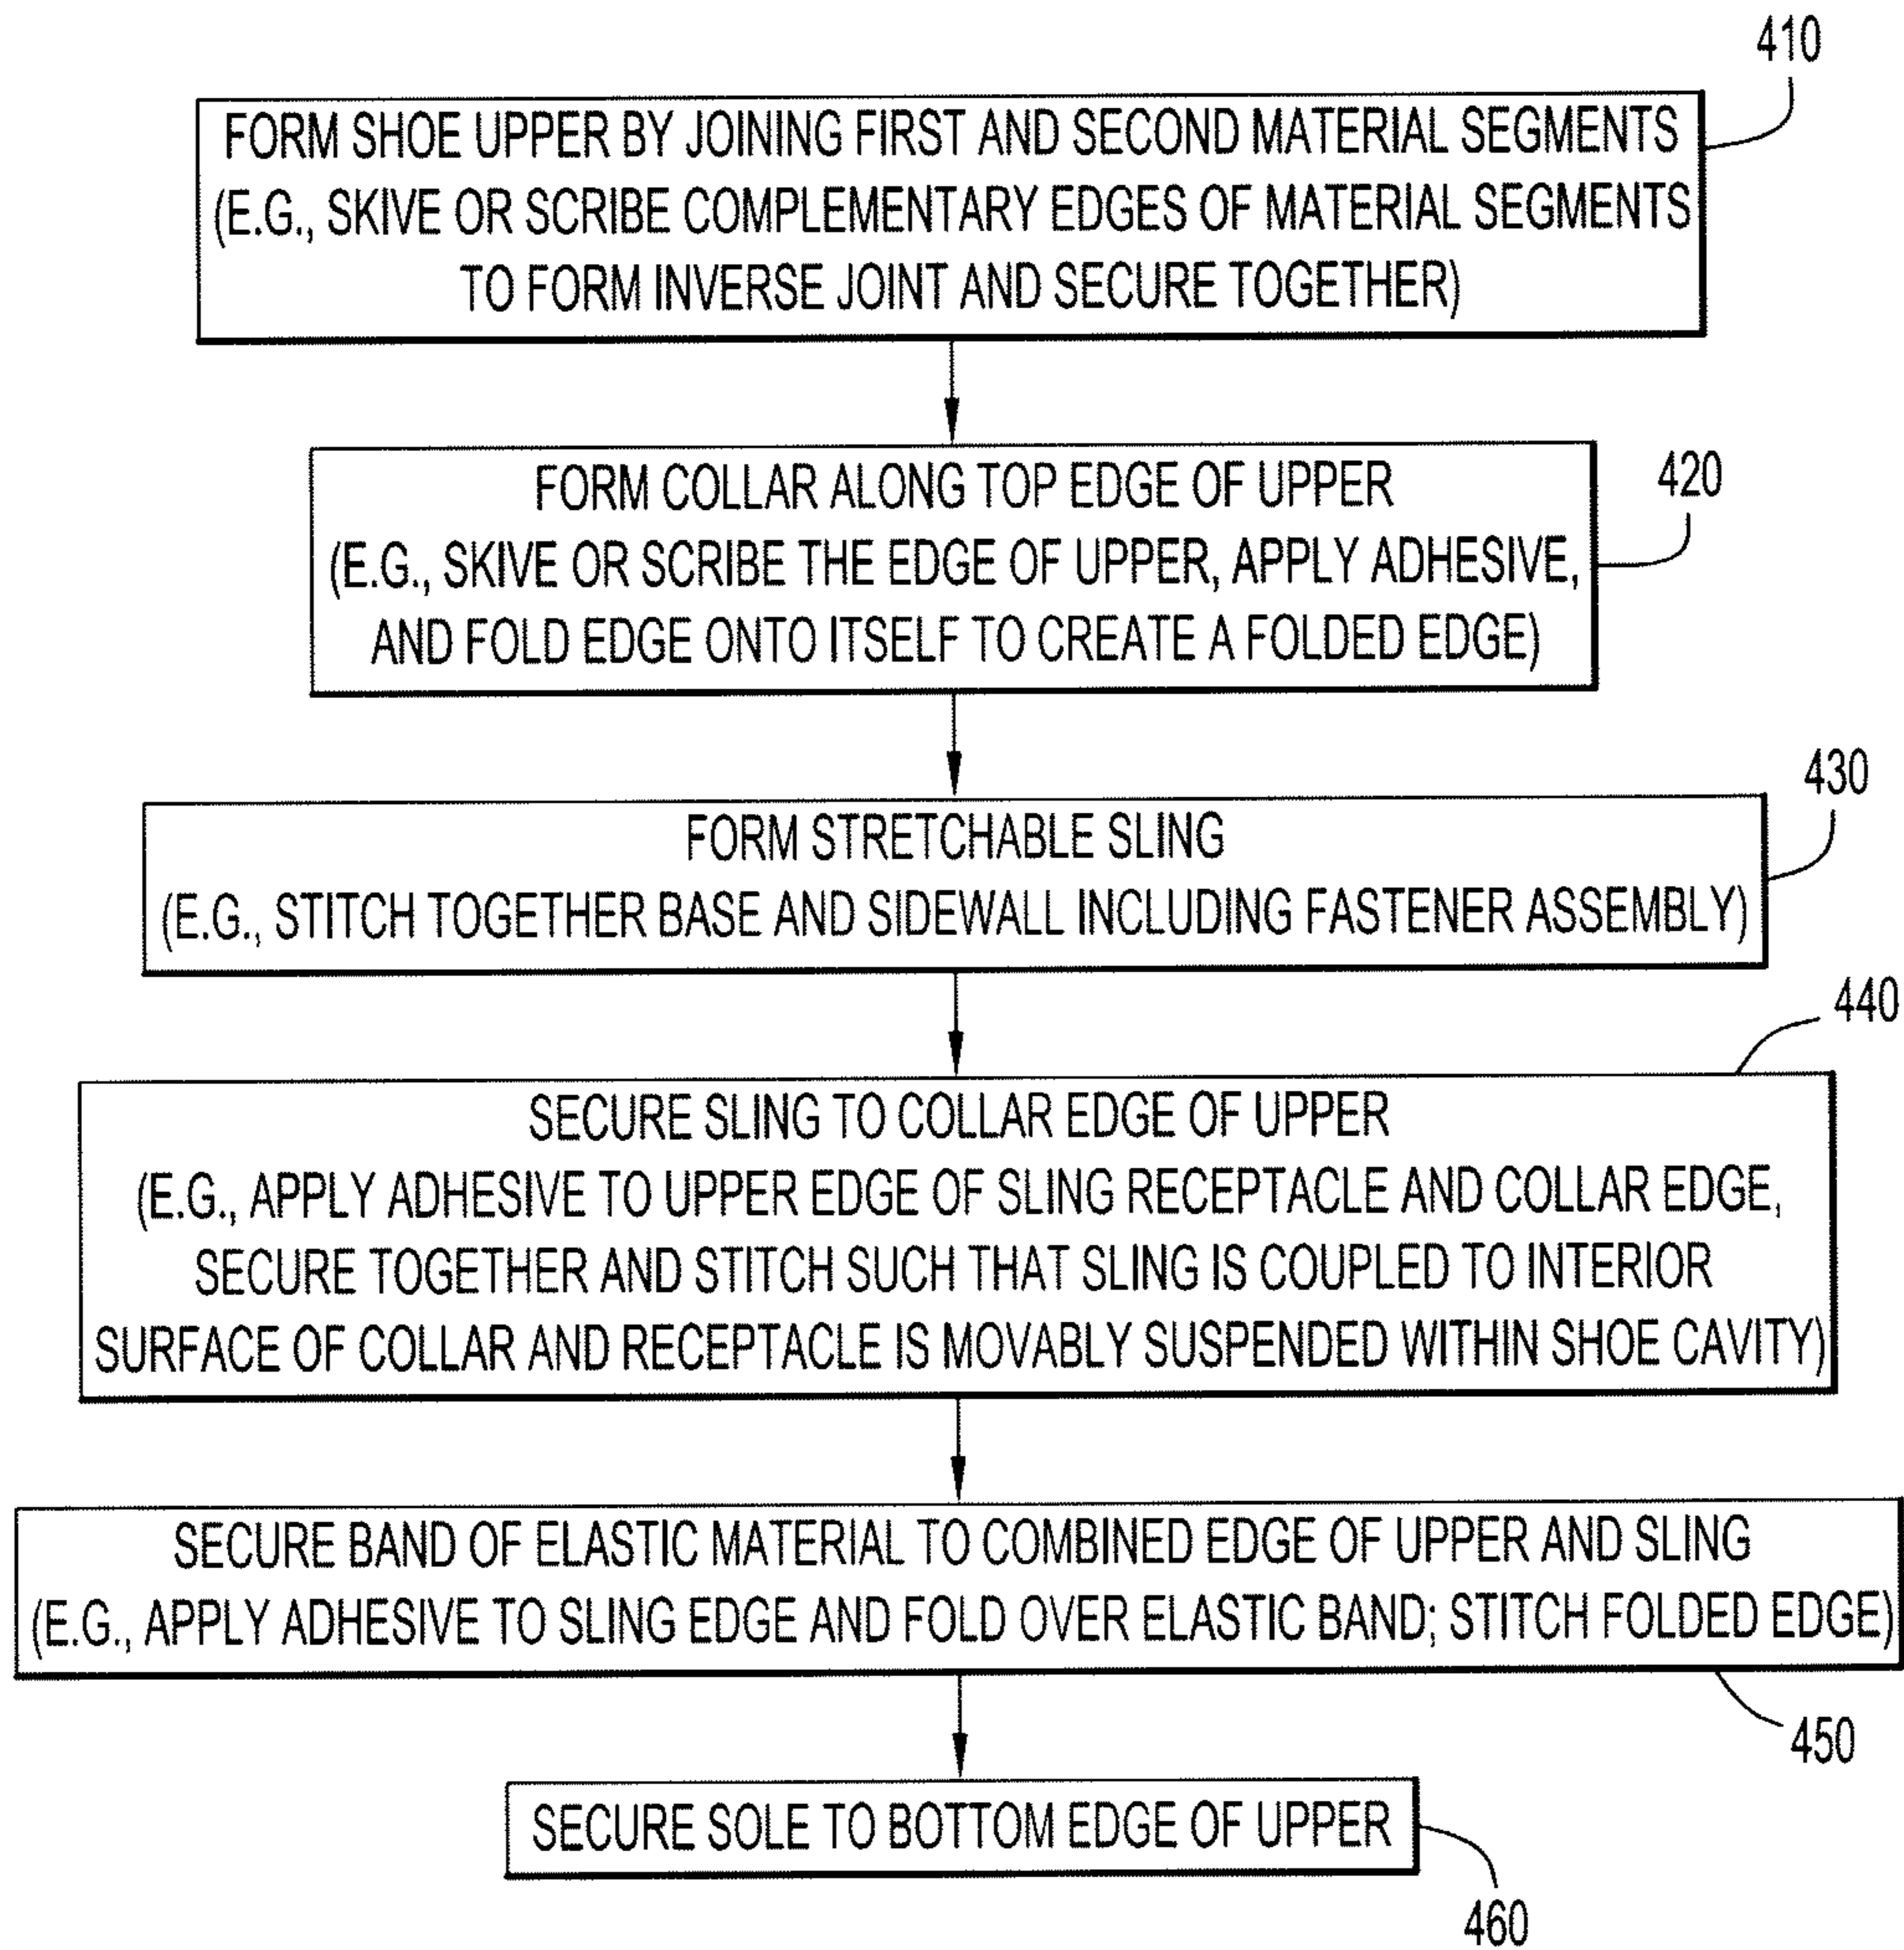 410
FORM SHOE UPPER BY JOINING FIRST AND SECOND MATERIAL SEGMENTS
(E.G., SKIVE OR SCRIBE COMPLEMENTARY EDGES OF MATERIAL SEGMENTS
TO FORM INVERSE JOINT AND SECURE TOGETHER)
420
FORM COLLAR ALONG TOP EDGE OF UPPER
(E.G., SKIVE OR SCRIBE THE EDGE OF UPPER, APPLY ADHESIVE,
AND FOLD EDGE ONTO ITSELF TO CREATE A FOLDED EDGE)
430
FORM STRETCHABLE SLING
(E.G., STITCH TOGETHER BASE AND SIDEWALL INCLUDING FASTENER ASSEMBLY)
440
SECURE SLING TO COLLAR EDGE OF UPPER
(E.G., APPLY ADHESIVE TO UPPER EDGE OF SLING RECEPTACLE AND COLLAR EDGE,
SECURE TOGETHER AND STITCH SUCH THAT SLING IS COUPLED TO INTERIOR
SURFACE OF COLLAR AND RECEPTACLE IS MOVABLY SUSPENDED WITHIN SHOE CAVITY)
SECURE BAND OF ELASTIC MATERIAL TO COMBINED EDGE OF UPPER AND SLING
(E.G., APPLY ADHESIVE TO SLING EDGE AND FOLD OVER ELASTIC BAND; STITCH FOLDED EDGE)
450
SECURE SOLE TO BOTTOM EDGE OF UPPER
460